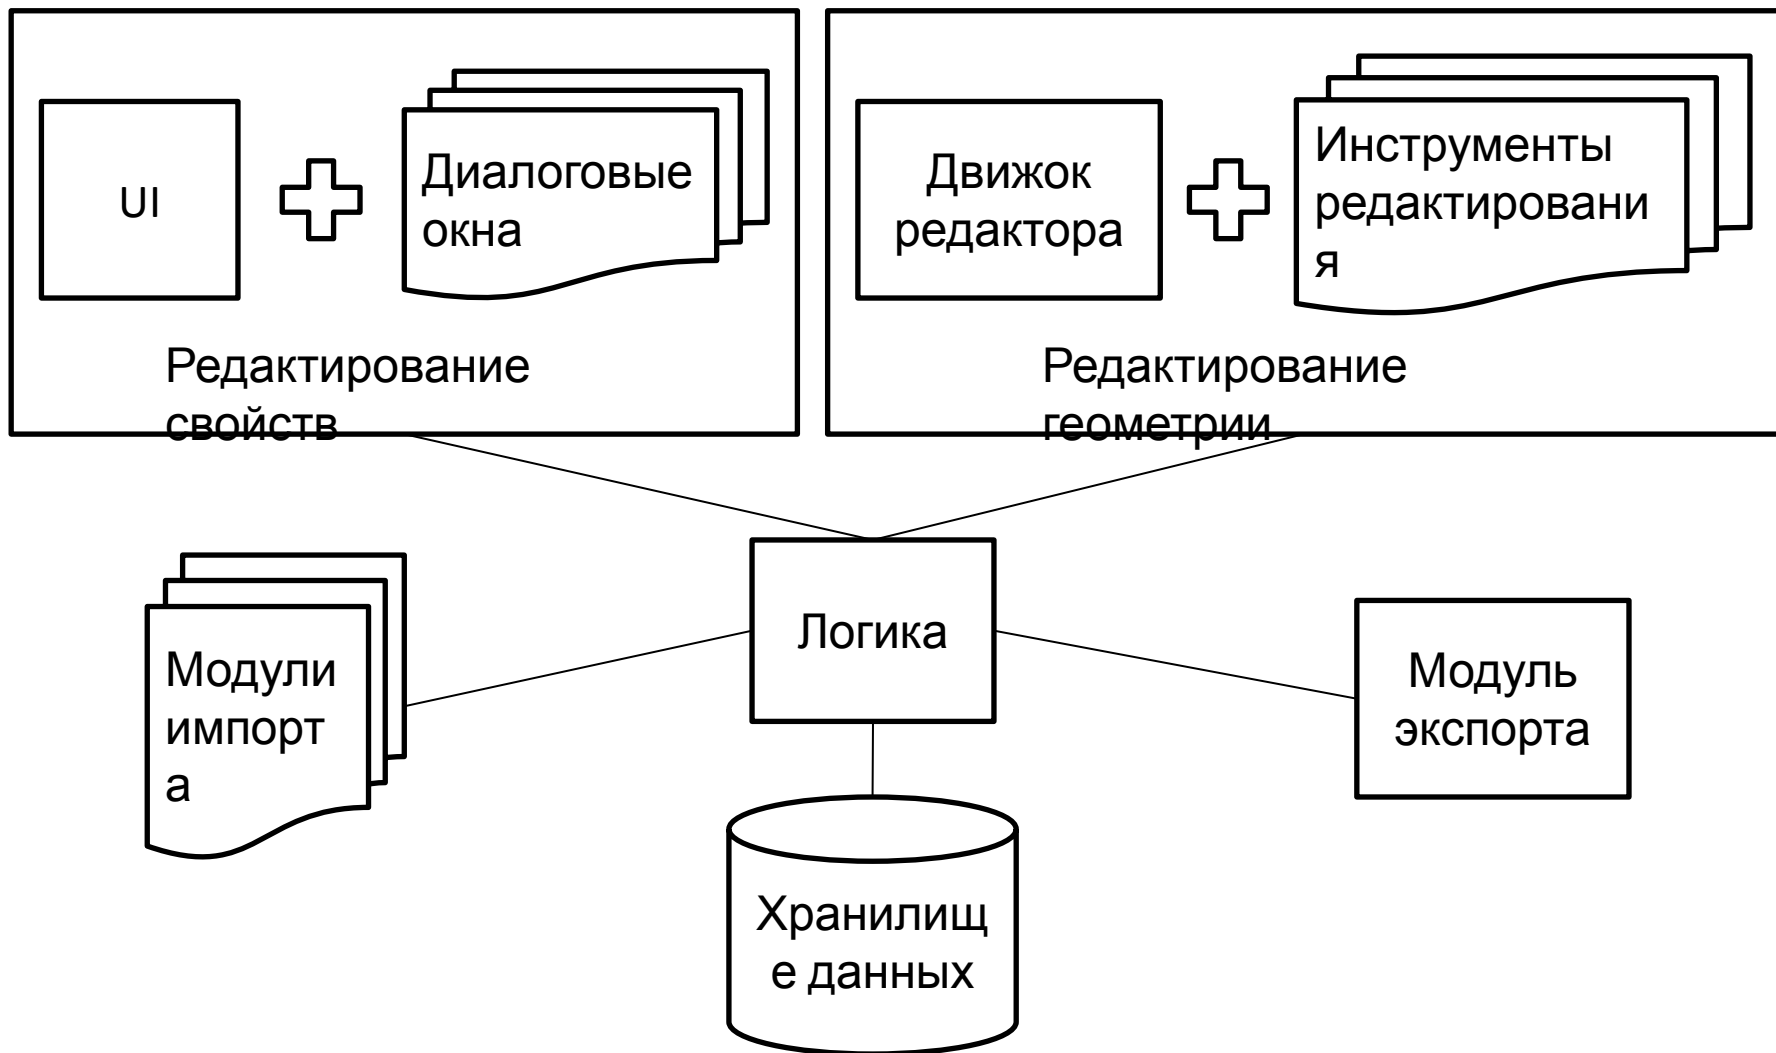 UI
Диалоговые
окна
Редактирование
свойств
Движок
редактора
Инструменты
редактировани
я
Редактирование
геометрии
Логика
Модули
импорт
а
Модуль
экспорта
Хранилищ
е данных